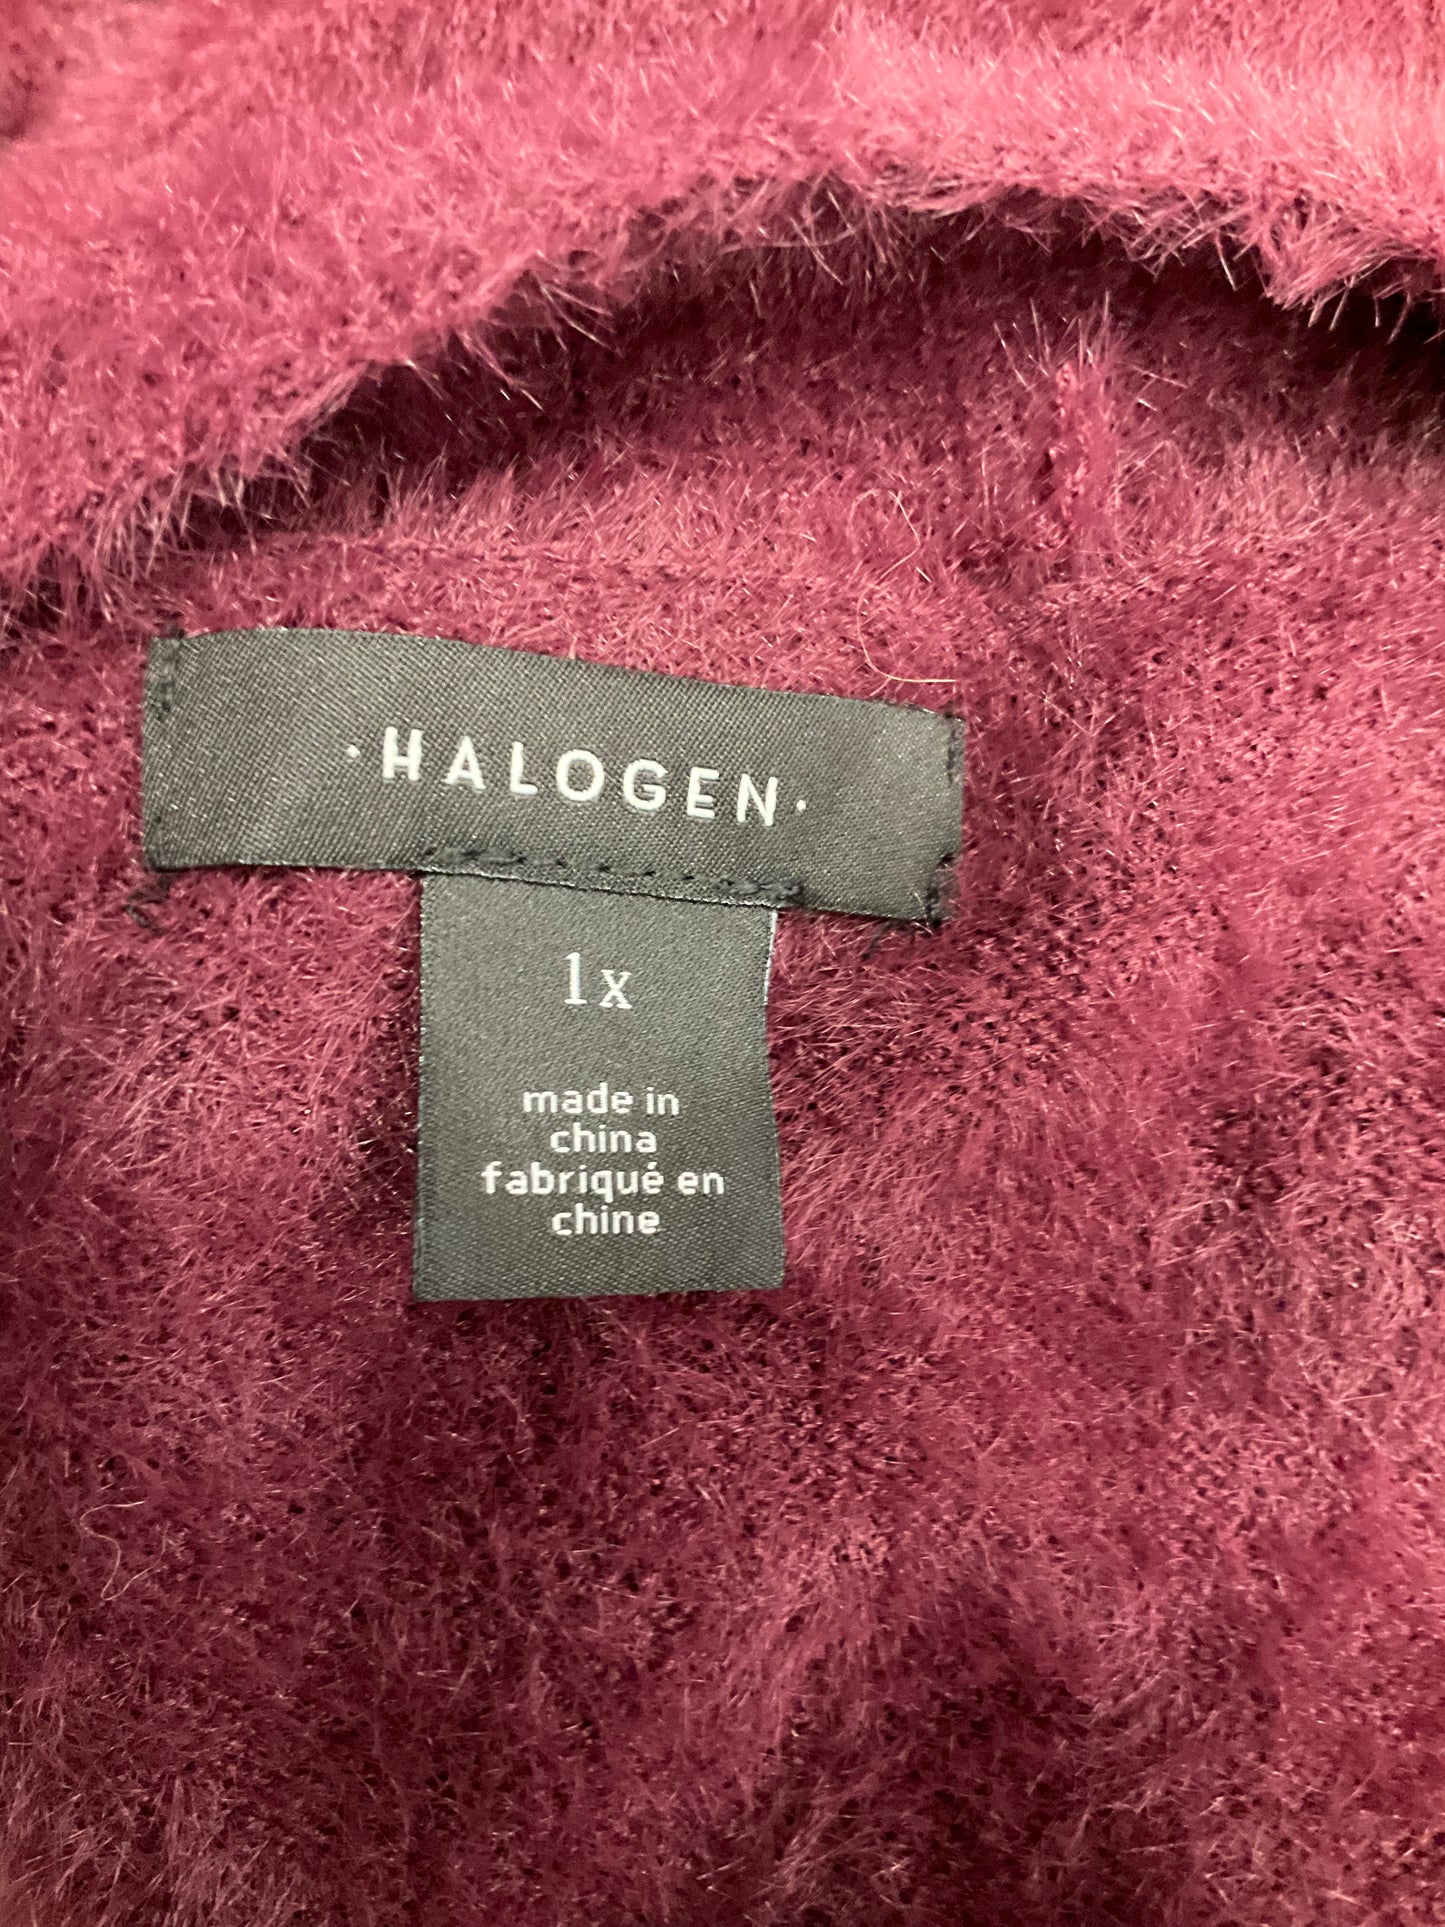 ·HALOGEN·
1x
made in
china
fabriqué en
chine